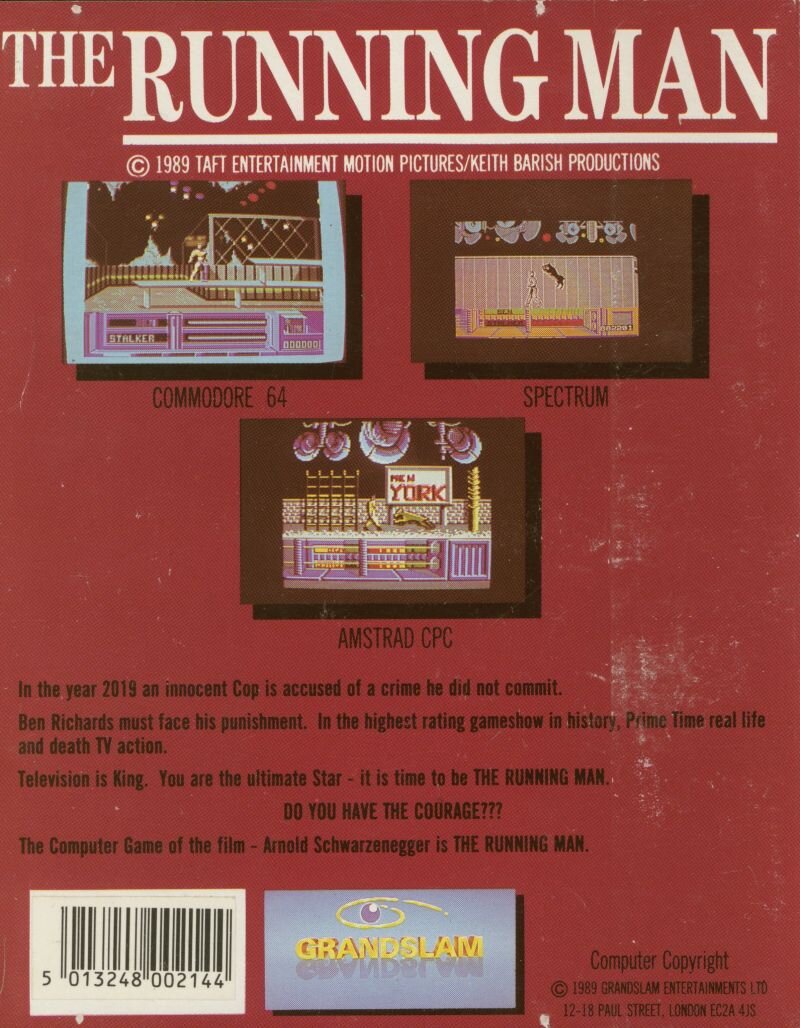 THE RUNNING MAN
© 1989 TAFT ENTERTAINMENT MOTION PICTURES/KEITH BARISH PRODUCTIONS
STALKER
000000
COMMODORE 64
BEN
002201
SPECTRUM
NEW
YORK
AMSTRAD CPC
In the year 2019 an innocent Cop is accused of a crime he did not commit.
Ben Richards must face his punishment. In the highest rating gameshow in history, Prime Time real life
and death TV action.
Television is King. You are the ultimate Star - it is time to be THE RUNNING MAN.
DO YOU HAVE THE COURAGE???
The Computer Game of the film - Arnold Schwarzenegger is THE RUNNING MAN.
5 013248 002144
GRANDSLAM
Computer Copyright
© 1989 GRANDSLAM ENTERTAINMENTS LTD
12-18 PAUL STREET, LONDON EC2A 4JS